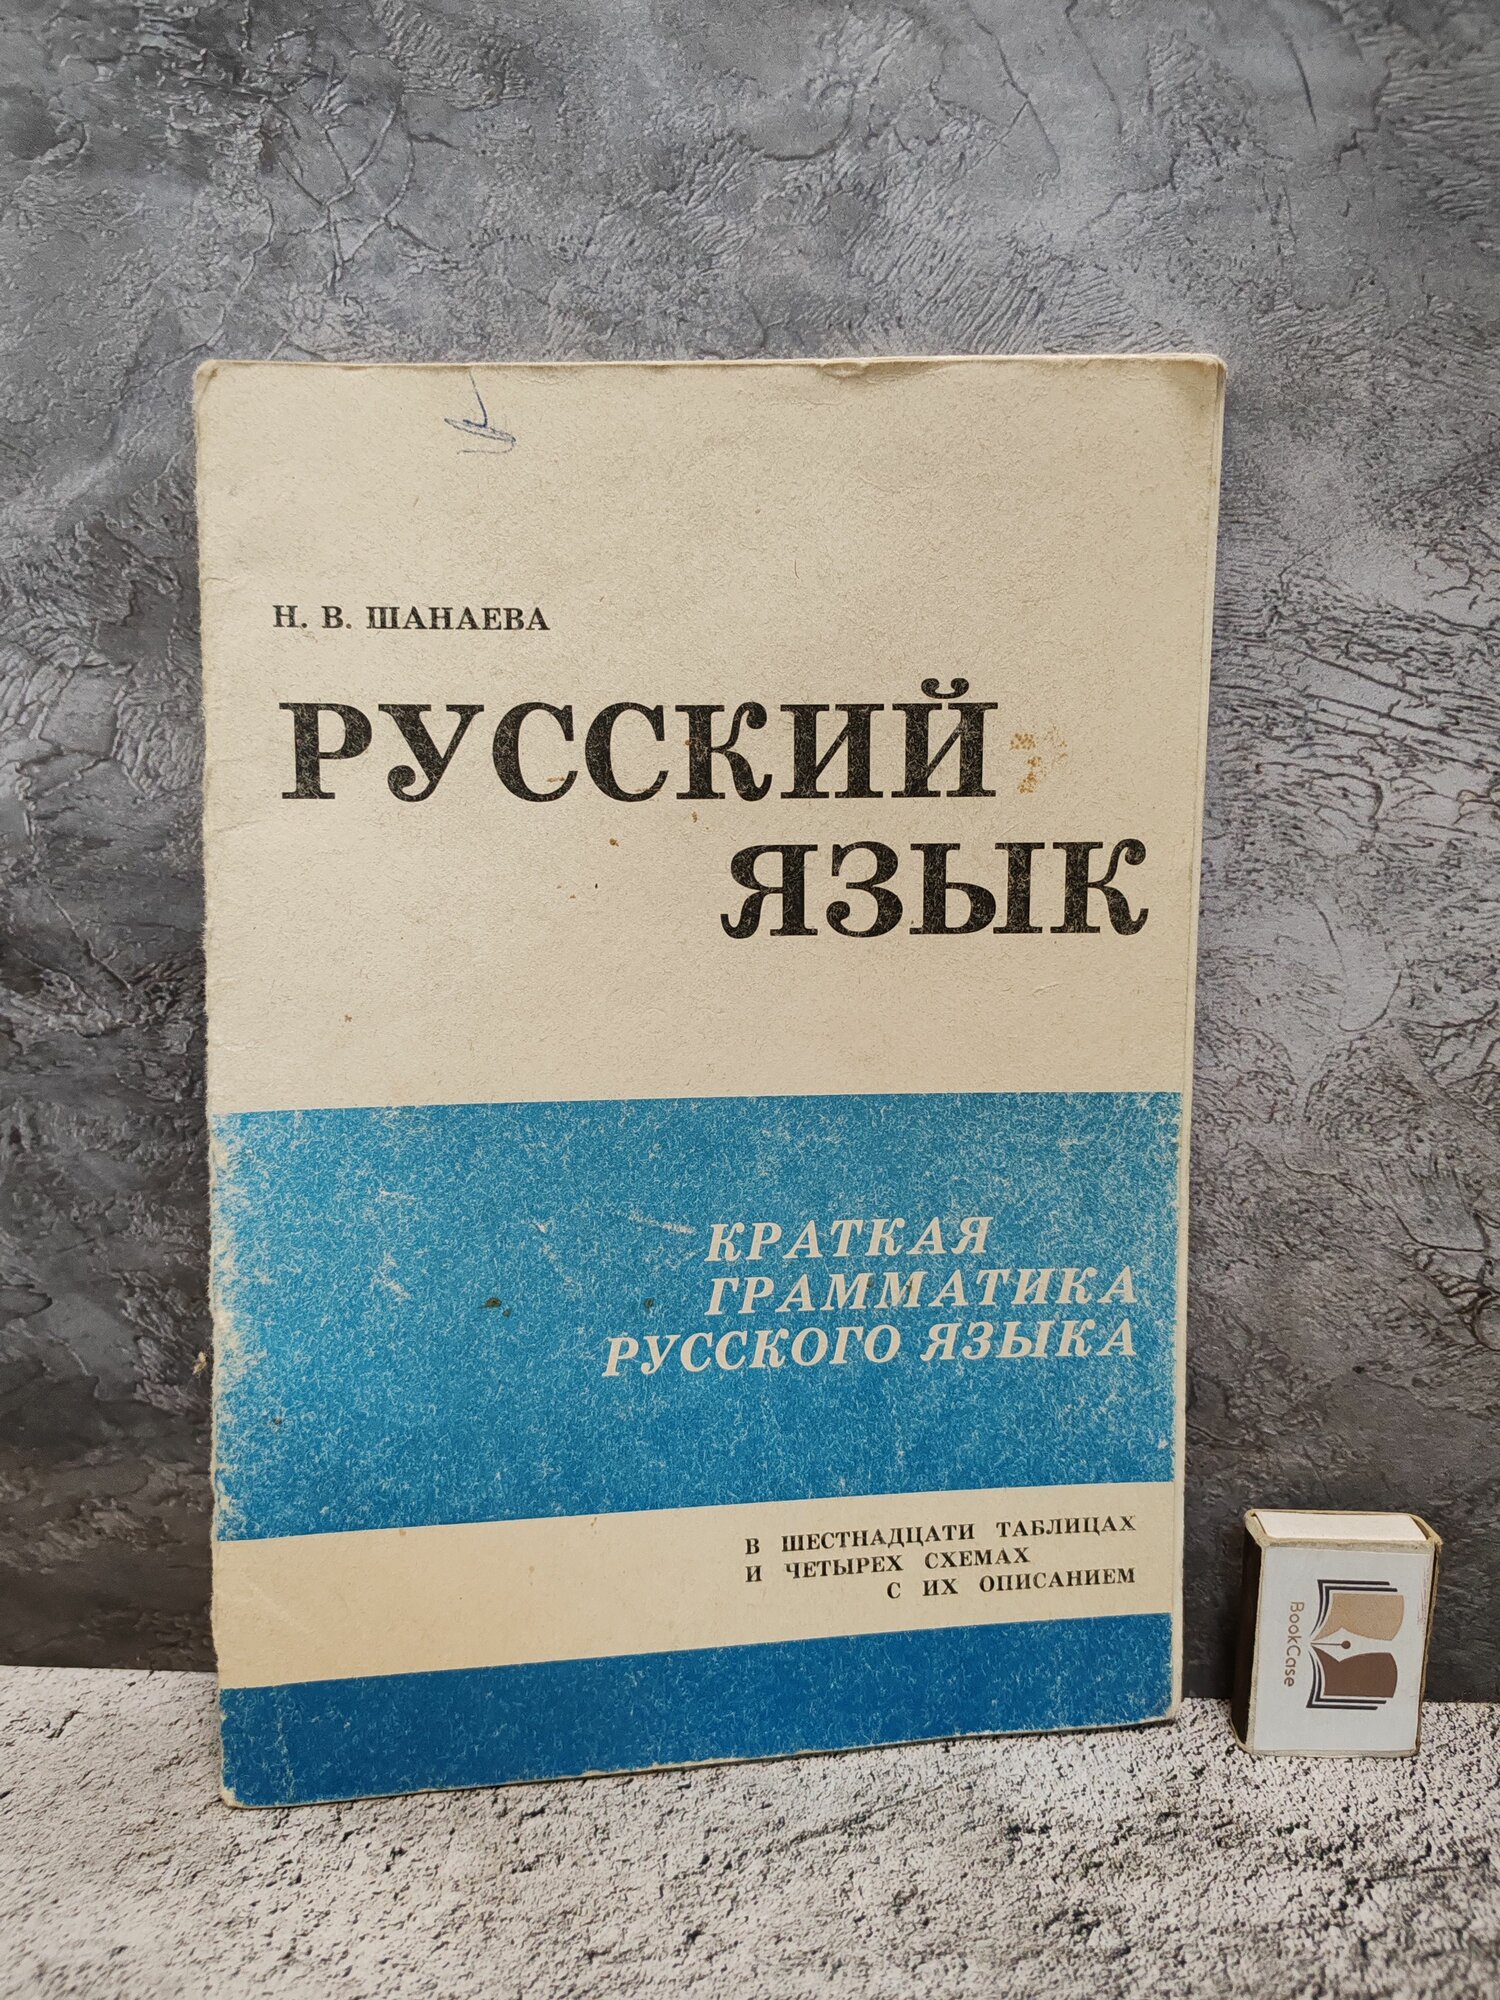 Н. В. ШАНАЕВА
РУССКИЙ
ЯЗЫК
КРАТКАЯ
ГРАММАТИКА
РУССКОГО ЯЗЫКА
В ШЕСТНАДЦАТИ ТАБЛИЦАХ
И ЧЕТЫРЕХ СХЕМАХ
С ИХ ОПИСАНИЕМ
BookCase